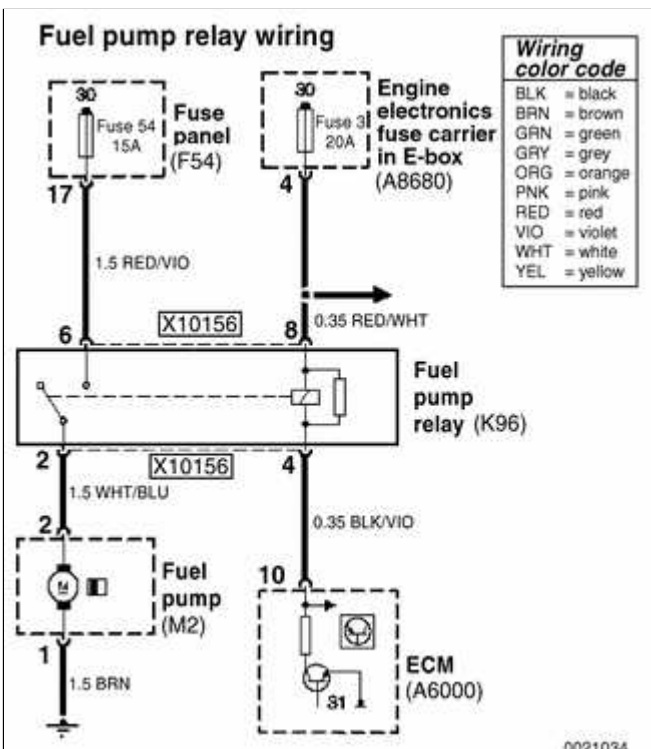 Fuel pump relay wiring
30
Fuse 54
15A
Fuse
panel
(F54)
17
30
Fuse 3
20A
Engine
electronics
fuse carrier
in E-box
(A8680)
4
Wiring
color code
BLK = black
BRN = brown
GRN = green
GRY = grey
ORG = orange
PNK = pink
RED = red
VIO = violet
WHT = white
YEL = yellow
1.5 RED/VIO
6
X10156
8
0.35 RED/WHT
Fuel
pump
relay (K96)
2
X10156
4
1.5 WHT/BLU
0.35 BLK/VIO
2
M
Fuel
pump
(M2)
1
1.5 BRN
10
31
ECM
(A6000)
0021034